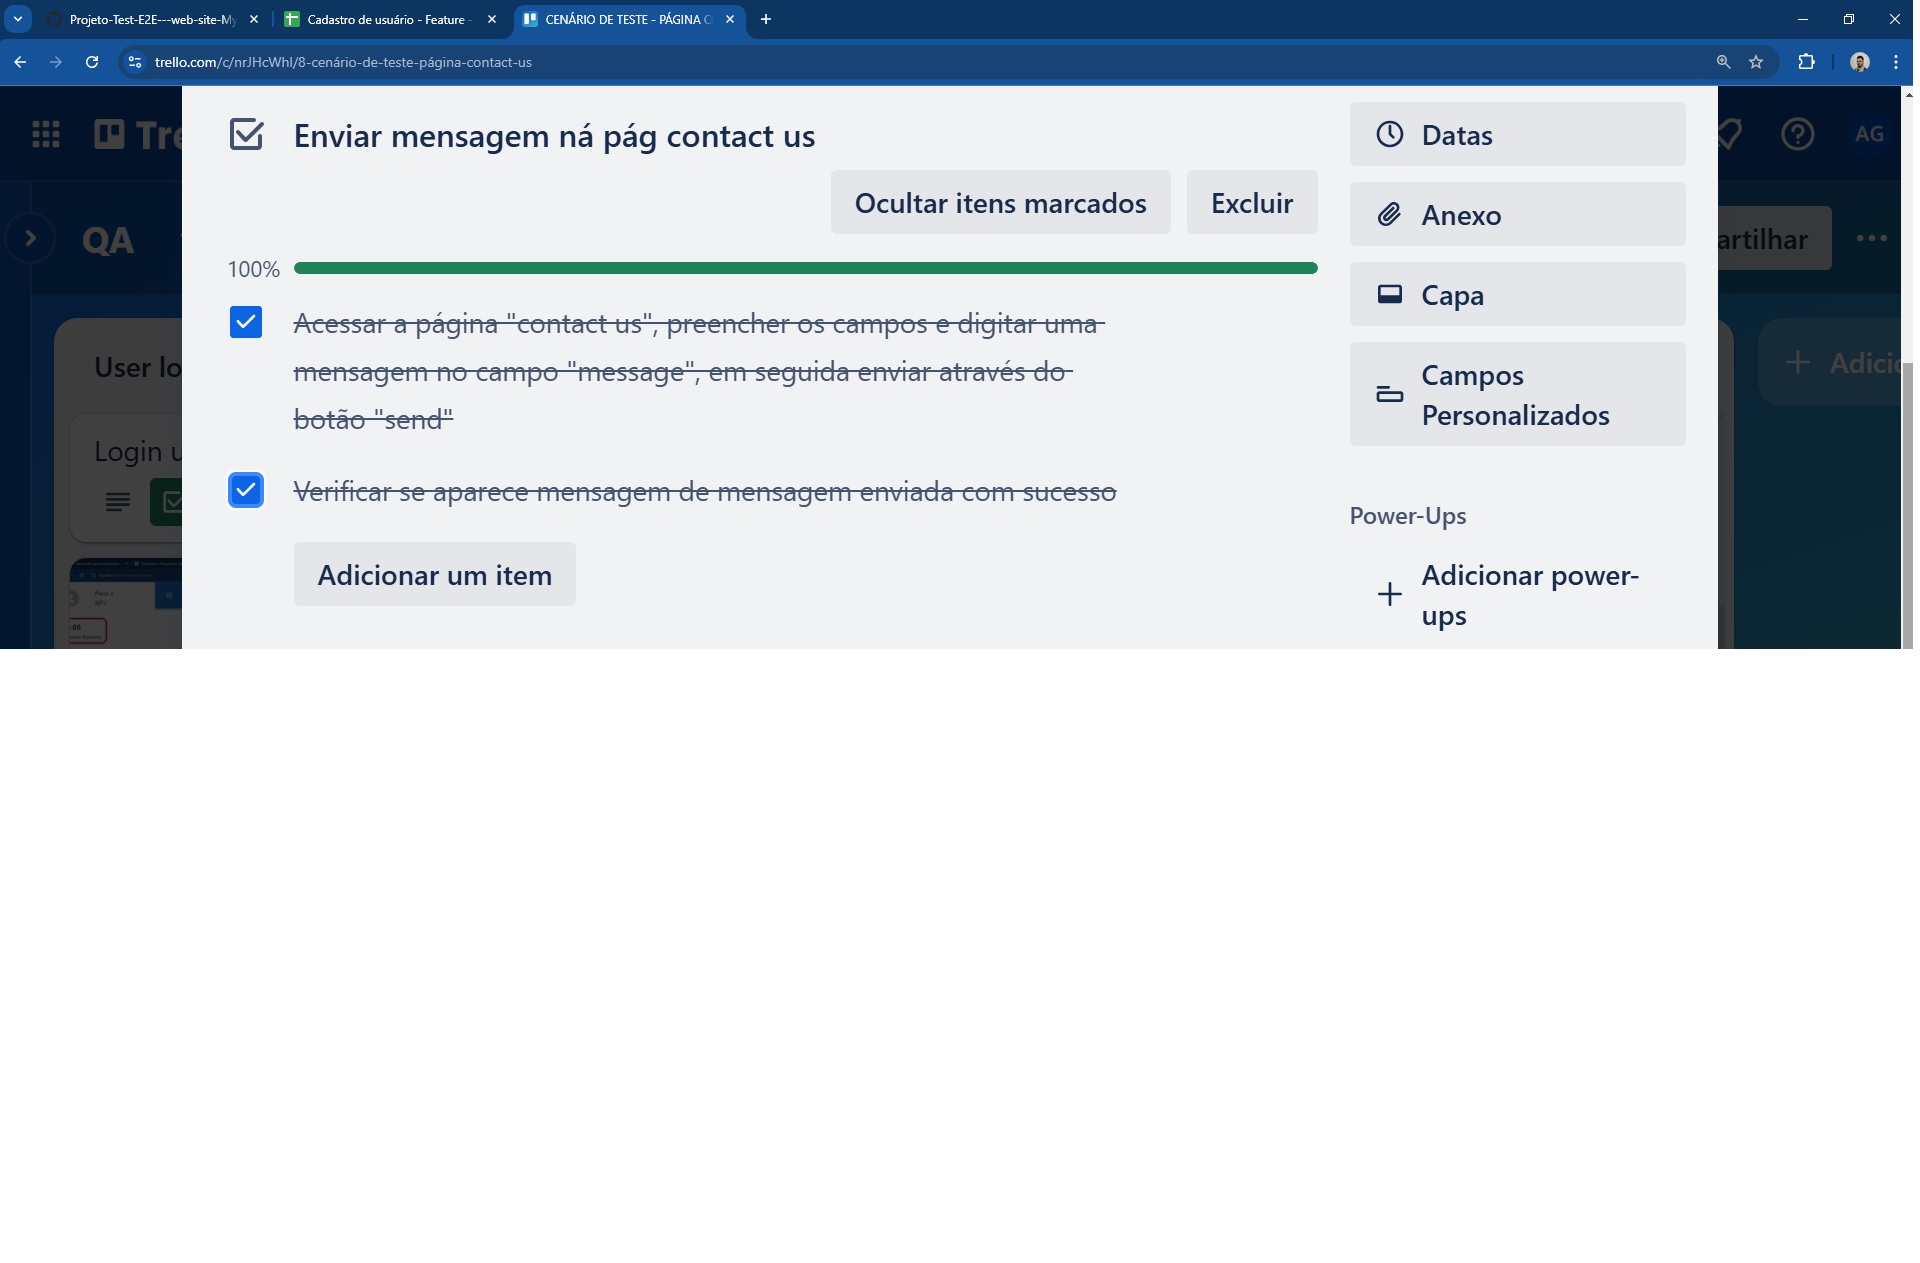 Projeto-Test-E2E---web-site-My
Cadastro de usuário - Feature -
CENÁRIO DE TESTE - PÁGINA C
trello.com/c/nrJHcWhI/8-cenário-de-teste-página-contact-us
Tre
AG
QA
artilhar
User lo
Login u
Adicio
Enviar mensagem ná pág contact us
Ocultar itens marcados
Excluir
100%
Acessar a página "contact us", preencher os campos e digitar uma
mensagem no campo "message", em seguida enviar através do
botão "send"
Verificar se aparece mensagem de mensagem enviada com sucesso
Adicionar um item
Datas
Anexo
Capa
Campos
Personalizados
Power-Ups
Adicionar power-
ups